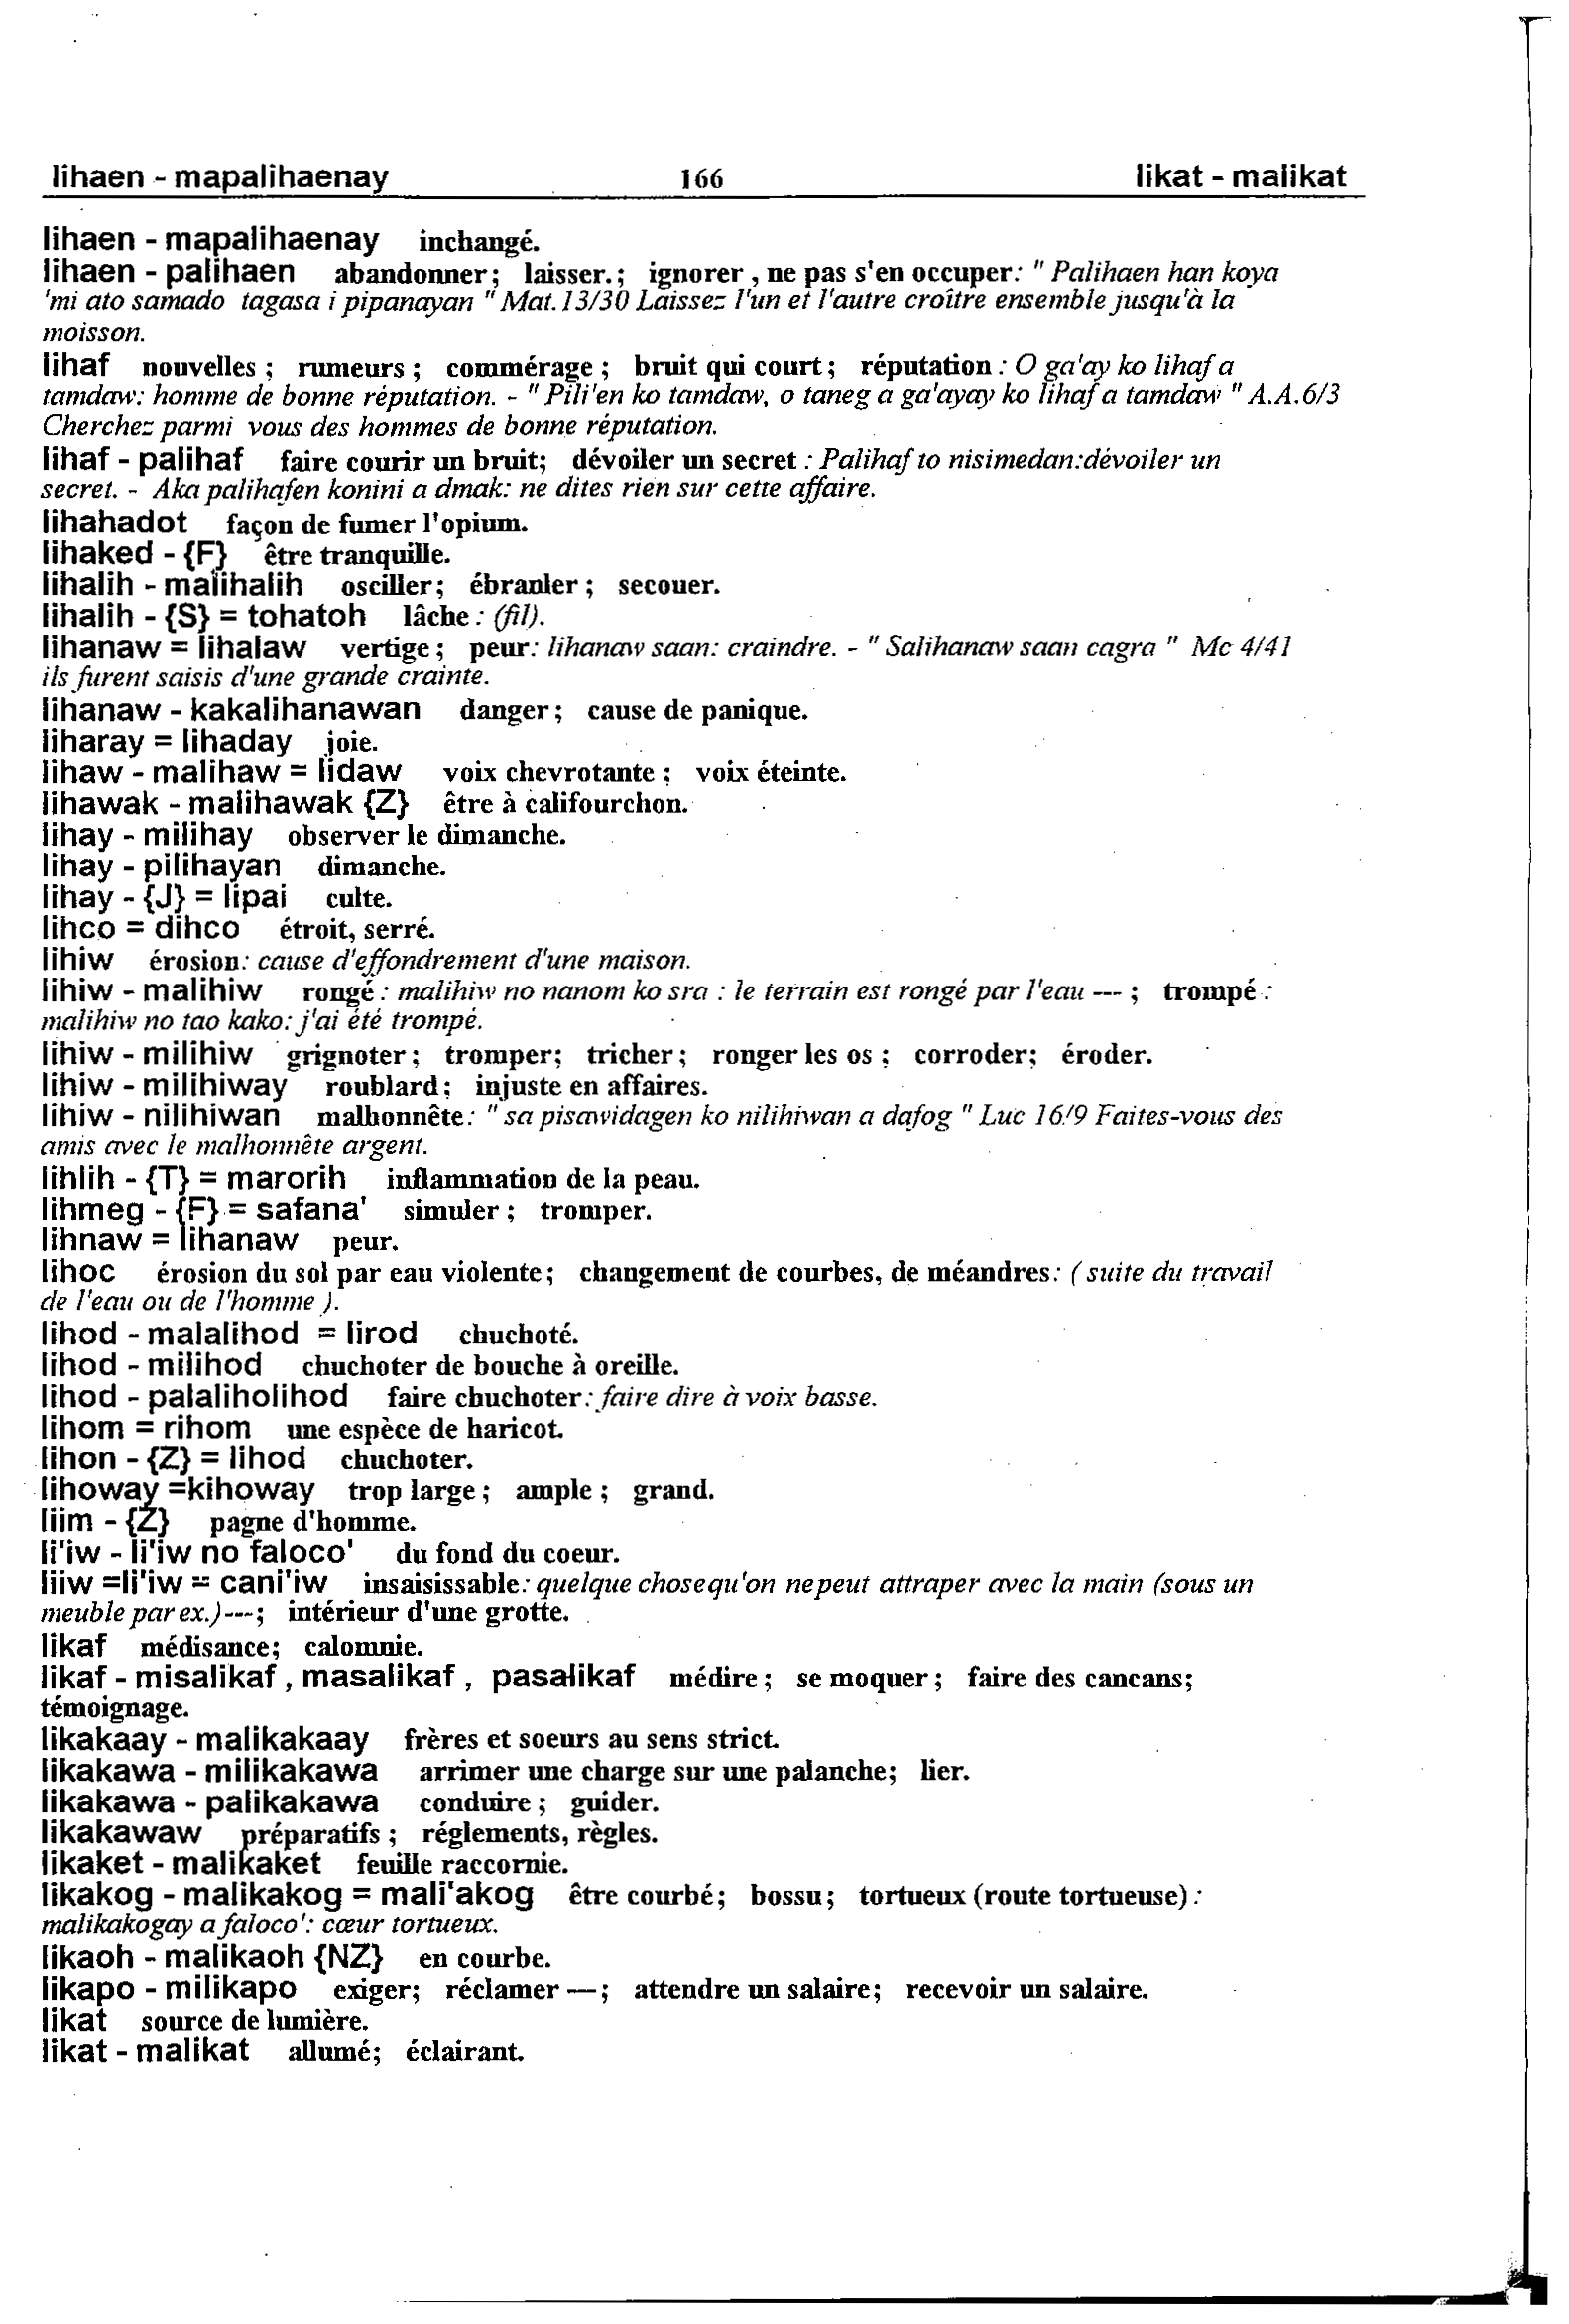 lihaen - mapalihaenay 166 likat - malikat
lihaen - mapalihaenay inchangé.
lihaen - palihaen abandonner; laisser.; ignorer , ne pas s'en occuper: " Palihaen han koya
'mi ato samado tagasa i pipanayan " Mat.13/30 Laissez l'un et l'autre croître ensemble jusqu'à la
moisson.
lihaf nouvelles ; rumeurs ; commérage ; bruit qui court ; réputation : O ga'ay ko lihaf a
tamdaw: homme de bonne réputation. - " Pili'en ko tamdaw, o taneg a ga'ayay ko lihaf a tamdaw " A.A.6/3
Cherchez parmi vous des hommes de bonne réputation.
lihaf - palihaf faire courir un bruit; dévoiler un secret : Palihaf to nisimedan:dévoiler un
secret. - Aka palihafen konini a dmak: ne dites rien sur cette affaire.
lihahadot façon de fumer l'opium.
lihaked - {F} être tranquille.
lihalih - malihalih osciller; ébranler ; secouer.
lihalih - {S} = tohatoh lâche : (fil).
lihanaw = lihalaw vertige ; peur: lihanaw saan: craindre. - " Salihanaw saan cagra " Mc 4/41
ils furent saisis d'une grande crainte.
lihanaw - kakalihanawan danger ; cause de panique.
liharay = lihaday joie.
lihaw - malihaw = lidaw voix chevrotante ; voix éteinte.
lihawak - malihawak {Z} être à califourchon.
lihay - milihay observer le dimanche.
lihay - pilihayan dimanche.
lihay - {J} = lipai culte.
lihco = dihco étroit, serré.
lihiw érosion: cause d'effondrement d'une maison.
lihiw - malihiw rongé : malihiw no nanom ko sra : le terrain est rongé par l'eau --- ; trompé :
malihiw no tao kako: j'ai été trompé.
lihiw - milihiw grignoter ; tromper; tricher ; ronger les os ; corroder; éroder.
lihiw - milihiway roublard ; injuste en affaires.
lihiw - nilihiwan malhonnête : " sa pisawidagen ko nilihiwan a dafog " Luc 16/9 Faites-vous des
amis avec le malhonnête argent.
lihlih - {T} = marorih inflammation de la peau.
lihmeg - {F} = safana' simuler ; tromper.
lihnaw = lihanaw peur.
lihoc érosion du sol par eau violente ; changement de courbes, de méandres: ( suite du travail
de l'eau ou de l'homme ).
lihod - malalihod = lirod chuchoté.
lihod - milihod chuchoter de bouche à oreille.
lihod - palaliholihod faire chuchoter : faire dire à voix basse.
lihom = rihom une espèce de haricot.
lihon - {Z} = lihod chuchoter.
lihoway =kihoway trop large ; ample ; grand.
liim - {Z} pagne d'homme.
li'iw - li'iw no faloco' du fond du coeur.
liiw =li'iw = cani'iw insaisissable: quelque chosequ'on nepeut attraper avec la main (sous un
meuble par ex.)---; intérieur d'une grotte.
likaf médisance; calomnie.
likaf - misalikaf , masalikaf , pasalikaf médire ; se moquer ; faire des cancans;
témoignage.
likakaay - malikakaay frères et soeurs au sens strict.
likakawa - milikakawa arrimer une charge sur une palanche; lier.
likakawa - palikakawa conduire ; guider.
likakawaw préparatifs ; réglements, règles.
likaket - malikaket feuille raccornie.
likakog - malikakog = mali'akog être courbé; bossu ; tortueux (route tortueuse) :
malikakogay a faloco': cœur tortueux.
likaoh - malikaoh {NZ} en courbe.
likapo - milikapo exiger; réclamer —; attendre un salaire; recevoir un salaire.
likat source de lumière.
likat - malikat allumé; éclairant.